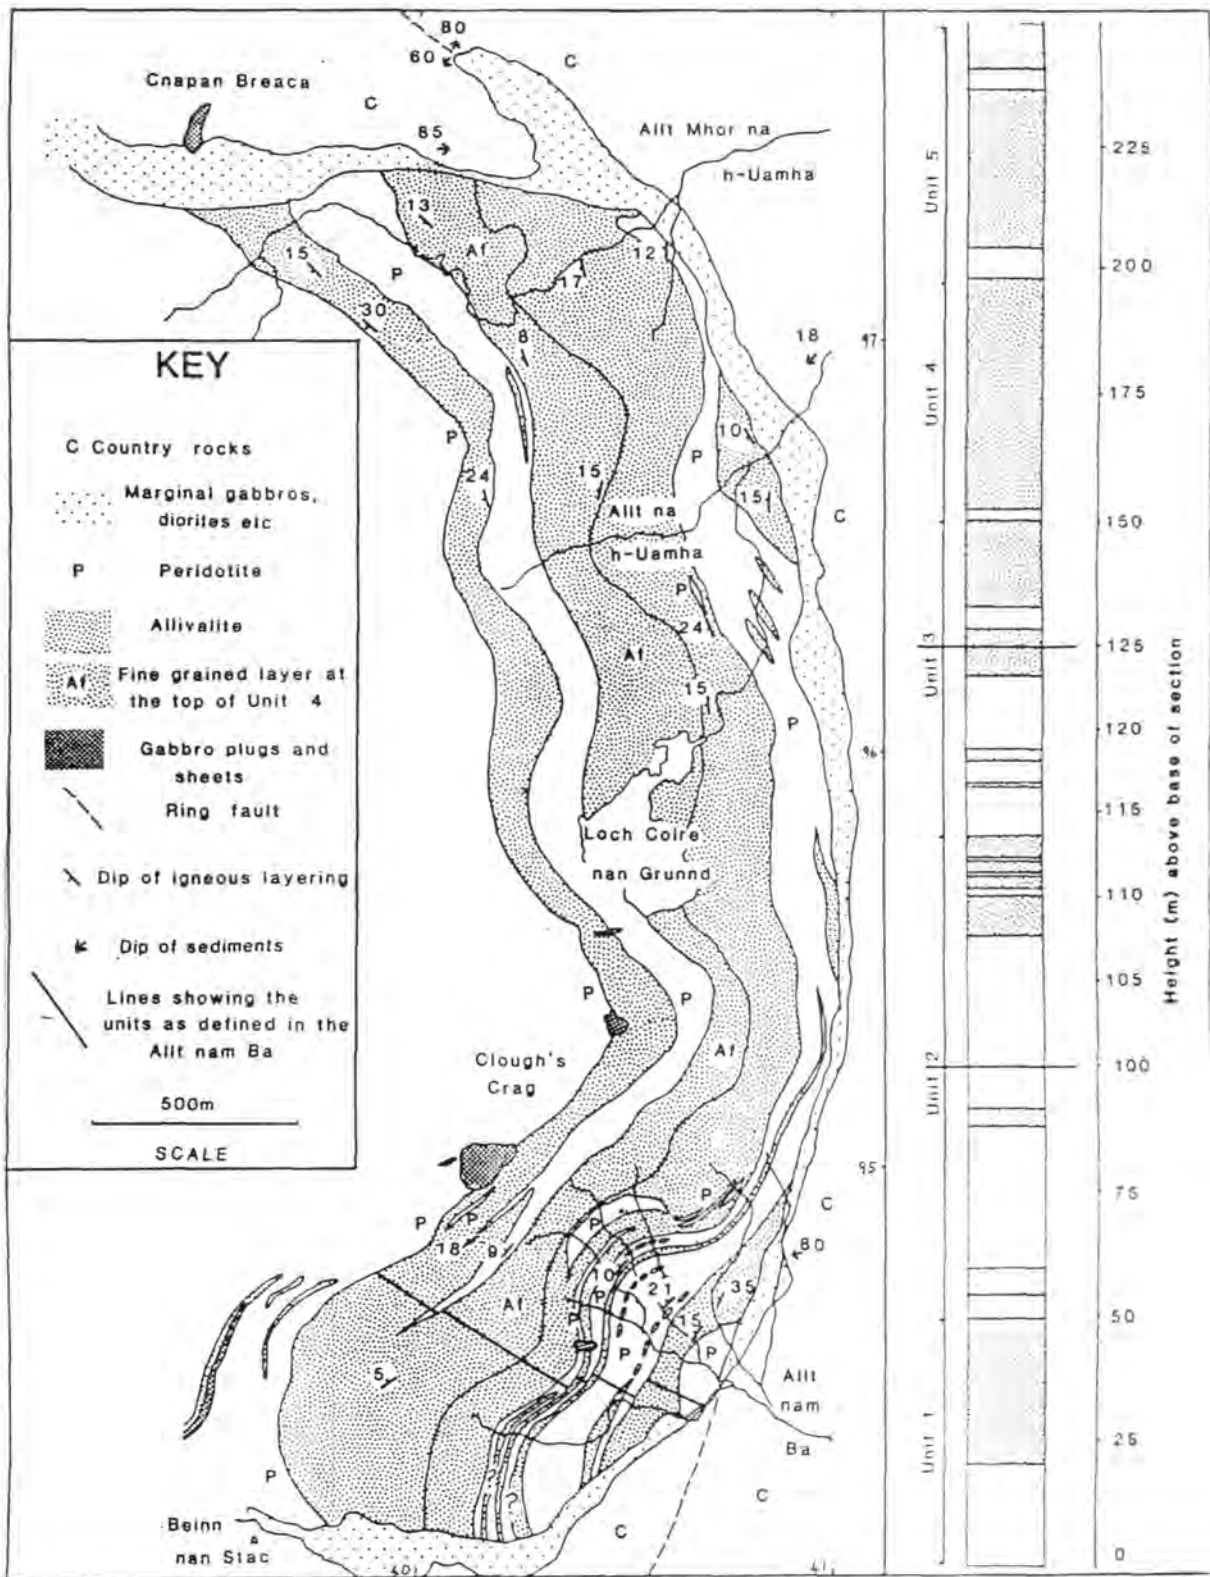 80
60
C
Cnapan Breaca
C
Allt Mhor na
85
h-Uamha
13
Af
12
15
P
17
30
18
8
97
KEY
C Country rocks
Marginal gabbros,
diorites etc
P Peridotite
Allivalite
Af Fine grained layer at
the top of Unit 4
Gabbro plugs and
sheets
Ring fault
Dip of igneous layering
Dip of sediments
Lines showing the
units as defined in the
Allt nam Ba
500m
SCALE
P
10
P
24
15
15
Allt na
C
h-Uamha
P
24
Af
15
P
96
Loch Coire
nan Grunnd
P
P
Af
Clough's
Crag
95
P
C
P
P
P
18
9
80
10
21
35
Af
P
15
P
P
P
5
Allt
nam
Ba
P
?
?
C
C
Beinn
nan Stac
40
41
Unit 5
Unit 4
Unit 3
Unit 2
Unit 1
225
200
175
150
125
120
115
110
105
100
75
50
25
0
Height (m) above base of section